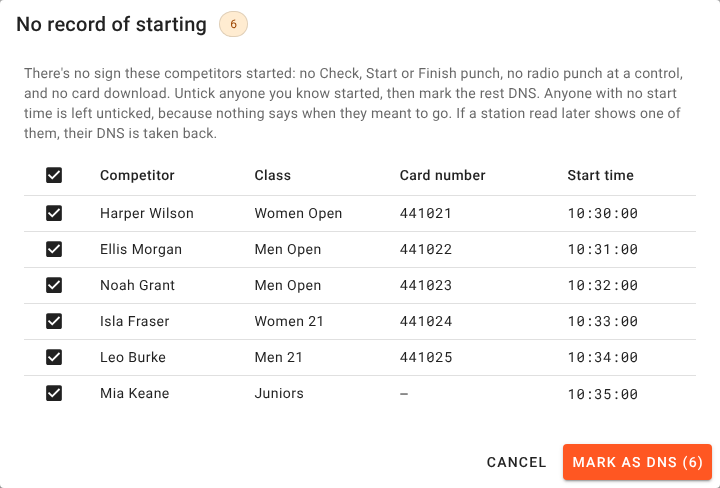 No record of starting 6
There's no sign these competitors started: no Check, Start or Finish punch, no radio punch at a control,
and no card download. Untick anyone you know started, then mark the rest DNS. Anyone with no start
time is left unticked, because nothing says when they meant to go. If a station read later shows one of
them, their DNS is taken back.
Competitor Class Card number Start time
Harper Wilson Women Open 441021 10:30:00
Ellis Morgan Men Open 441022 10:31:00
Noah Grant Men Open 441023 10:32:00
Isla Fraser Women 21 441024 10:33:00
Leo Burke Men 21 441025 10:34:00
Mia Keane Juniors – 10:35:00
CANCEL MARK AS DNS (6)